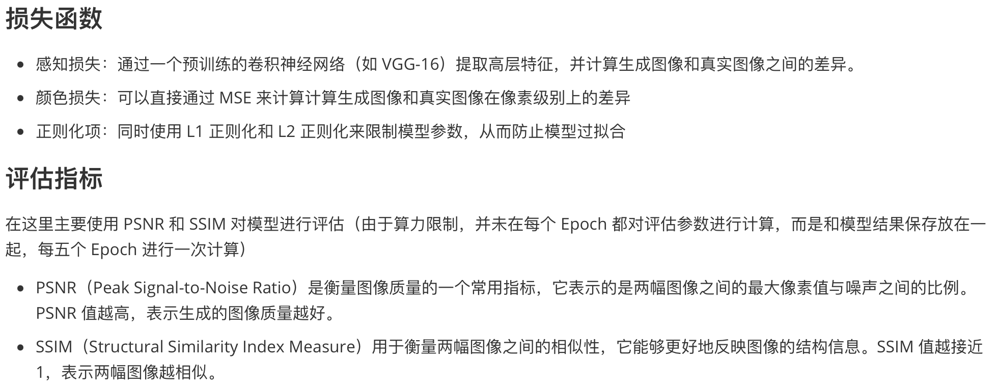 损失函数
感知损失：通过一个预训练的卷积神经网络（如 VGG-16）提取高层特征，并计算生成图像和真实图像之间的差异。
颜色损失：可以直接通过 MSE 来计算计算生成图像和真实图像在像素级别上的差异
正则化项：同时使用 L1 正则化和 L2 正则化来限制模型参数，从而防止模型过拟合
评估指标
在这里主要使用 PSNR 和 SSIM 对模型进行评估（由于算力限制，并未在每个 Epoch 都对评估参数进行计算，而是和模型结果保存放在一
起，每五个 Epoch 进行一次计算）
PSNR（Peak Signal-to-Noise Ratio）是衡量图像质量的一个常用指标，它表示的是两幅图像之间的最大像素值与噪声之间的比例。
PSNR 值越高，表示生成的图像质量越好。
SSIM（Structural Similarity Index Measure）用于衡量两幅图像之间的相似性，它能够更好地反映图像的结构信息。SSIM 值越接近
1，表示两幅图像越相似。